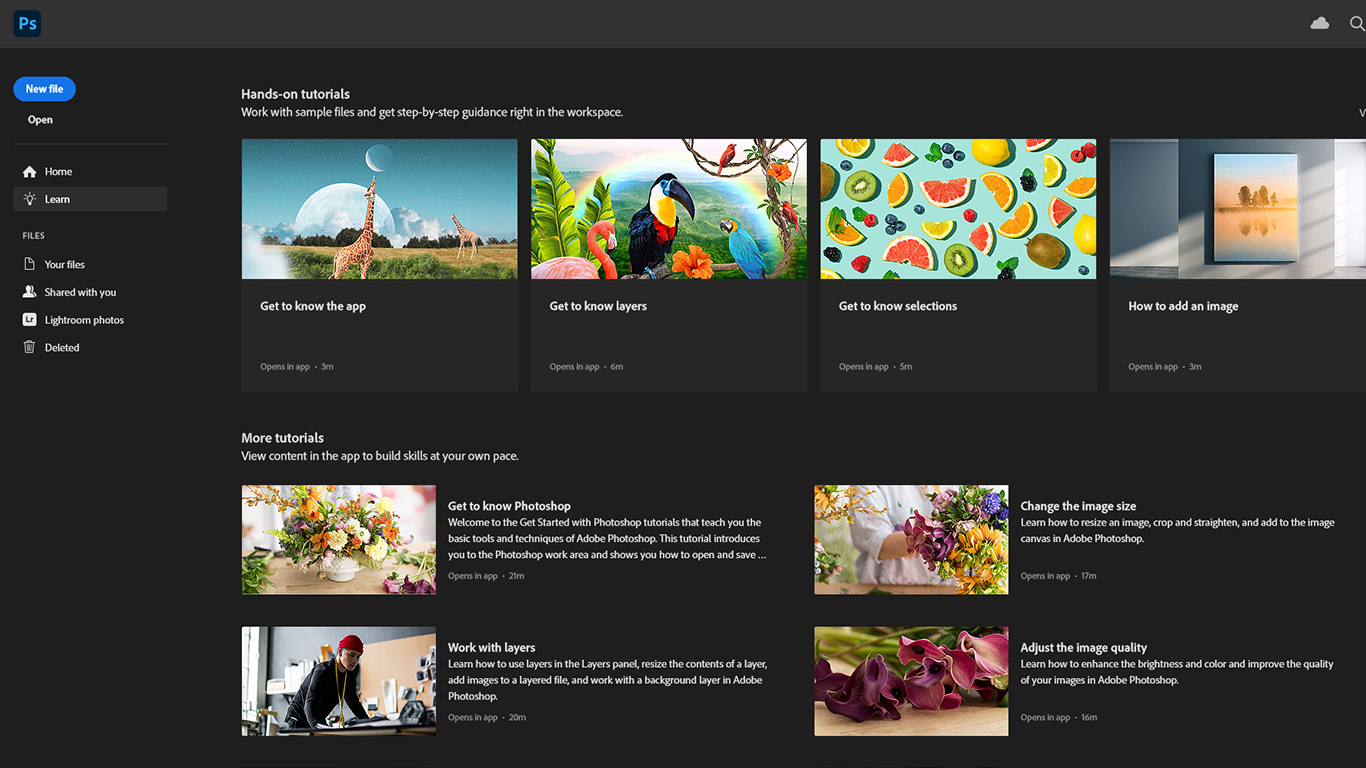 Ps
New file
Open
Home
Learn
FILES
Your files
Shared with you
Lr Lightroom photos
Deleted
Hands-on tutorials
Work with sample files and get step-by-step guidance right in the workspace.
V
Get to know the app
Opens in app • 3m
Get to know layers
Opens in app • 6m
Get to know selections
Opens in app • 5m
How to add an image
Opens in app • 3m
More tutorials
View content in the app to build skills at your own pace.
Get to know Photoshop
Welcome to the Get Started with Photoshop tutorials that teach you the
basic tools and techniques of Adobe Photoshop. This tutorial introduces
you to the Photoshop work area and shows you how to open and save ...
Opens in app • 21m
Change the image size
Learn how to resize an image, crop and straighten, and add to the image
canvas in Adobe Photoshop.
Opens in app • 17m
Work with layers
Learn how to use layers in the Layers panel, resize the contents of a layer,
add images to a layered file, and work with a background layer in Adobe
Photoshop.
Opens in app • 20m
Adjust the image quality
Learn how to enhance the brightness and color and improve the quality
of your images in Adobe Photoshop.
Opens in app • 16m